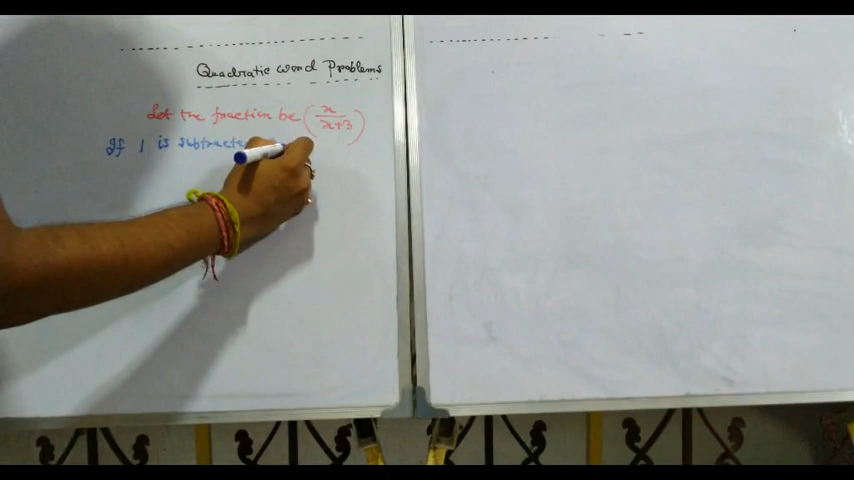 Quadratic word Problems
Let the fraction be (x/x+3)
If 1 is subtracte